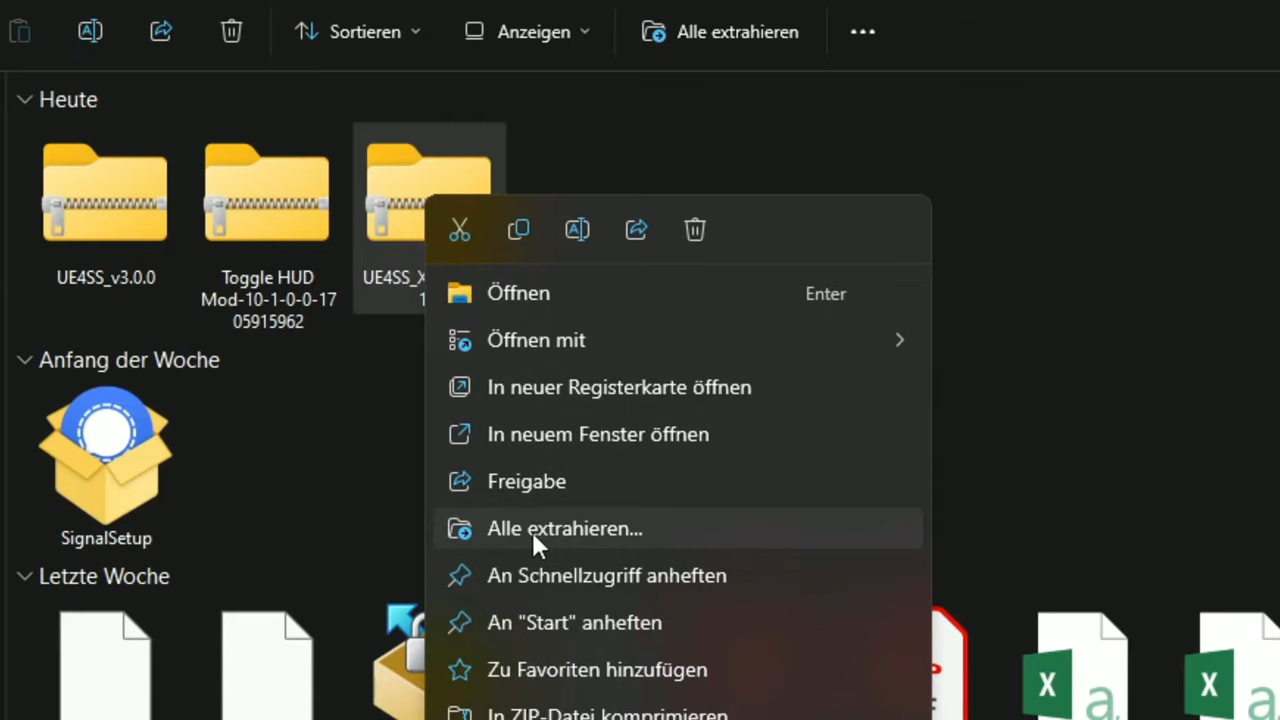 Sortieren
Anzeigen
Alle extrahieren
Heute
UE4SS_v3.0.0
Toggle HUD
Mod-10-1-0-0-17
05915962
UE4SS_X
1
Öffnen
Enter
Öffnen mit
In neuer Registerkarte öffnen
In neuem Fenster öffnen
Freigabe
Alle extrahieren...
An Schnellzugriff anheften
An "Start" anheften
Zu Favoriten hinzufügen
In ZIP-Datei komprimieren
Anfang der Woche
SignalSetup
Letzte Woche
X
a
X
a